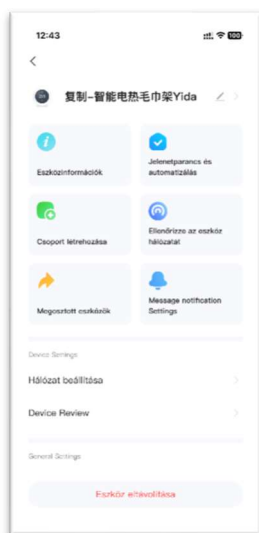 12:43
100
复制-智能电热毛巾架Yida
Eszközinformációk
Jelenetparancs és
automatizálás
Csoport létrehozása
Ellenőrizze az eszköz
hálózatát
Megosztott eszközök
Message notification
Settings
Device Settings
Hálózat beállítása
Device Review
General Settings
Eszköz eltávolítása